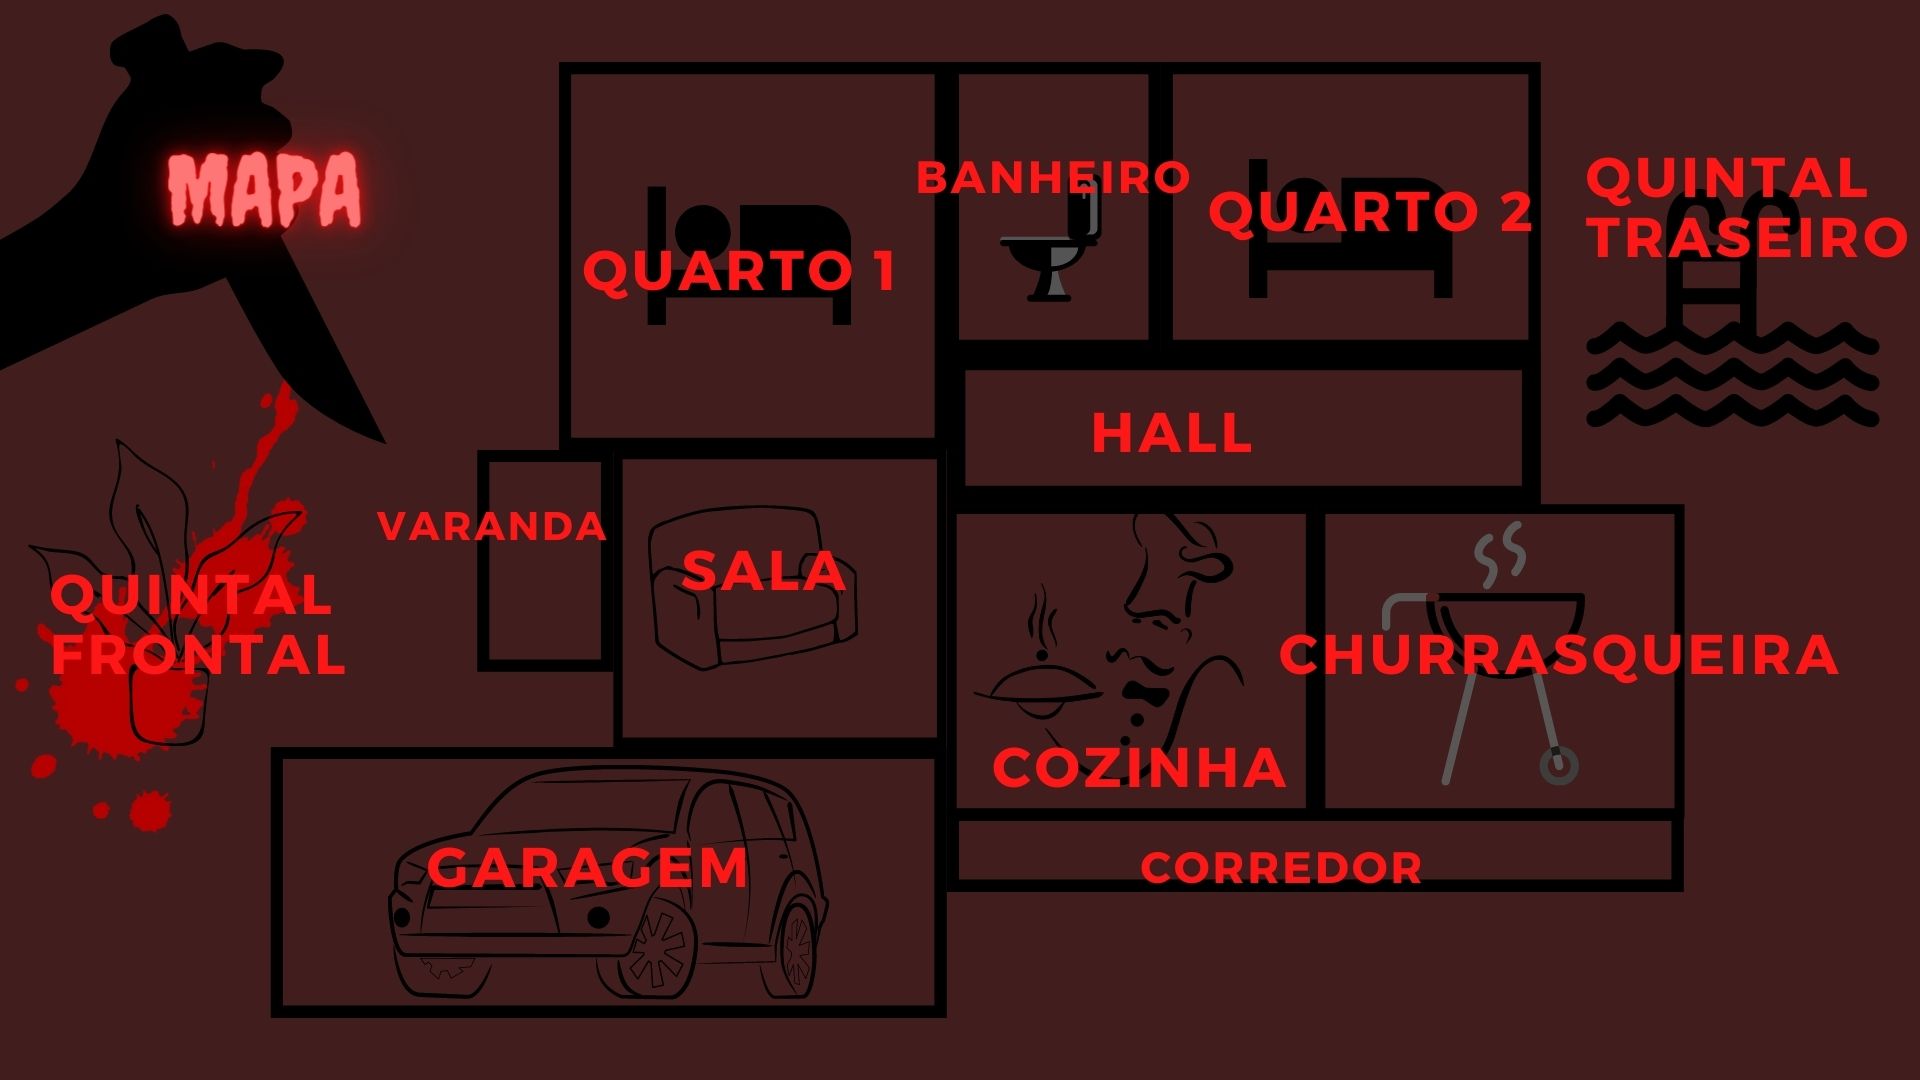 MAPA
BANHEIRO
QUARTO 1
QUARTO 2
QUINTAL
TRASEIRO
HALL
VARANDA
SALA
QUINTAL
FRONTAL
CHURRASQUEIRA
COZINHA
GARAGEM
CORREDOR